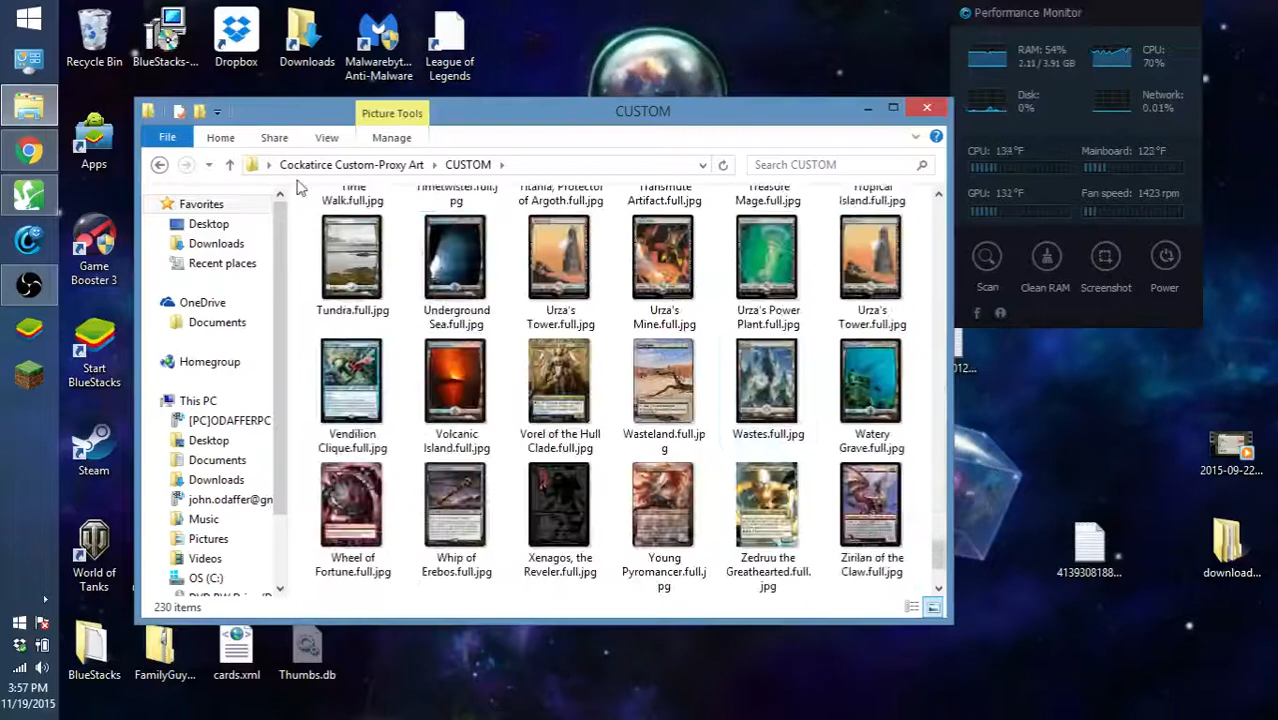 Recycle Bin
BlueStacks-...
Dropbox
Downloads
Malwarebyt...
Anti-Malware
League of
Legends
Performance Monitor
RAM: 54%
2.11 / 3.91 GB
CPU:
70%
Disk:
0%
Network:
0.01%
CPU: 139°F
Mainboard: 123°F
GPU: 132°F
Fan speed: 1423 rpm
Scan
Clean RAM
Screenshot
Power
Picture Tools
CUSTOM
File
Home
Share
View
Manage
Cockatirce Custom-Proxy Art
CUSTOM
Search CUSTOM
Favorites
Desktop
Downloads
Recent places
OneDrive
Documents
Homegroup
This PC
[PC]ODAFFERPC
Desktop
Documents
Downloads
john.odaffer@gn
Music
Pictures
Videos
OS (C:)
Time
Walk.full.jpg
Timetwister.full.j
pg
Titania, Protector
of Argoth.full.jpg
Transmute
Artifact.full.jpg
Treasure
Mage.full.jpg
Tropical
Island.full.jpg
Tundra.full.jpg
Underground
Sea.full.jpg
Urza's
Tower.full.jpg
Urza's
Mine.full.jpg
Urza's Power
Plant.full.jpg
Urza's
Tower.full.jpg
Vendilion
Clique.full.jpg
Volcanic
Island.full.jpg
Vorel of the Hull
Clade.full.jpg
Wasteland.full.jp
g
Wastes.full.jpg
Watery
Grave.full.jpg
Wheel of
Fortune.full.jpg
Whip of
Erebos.full.jpg
Xenagos, the
Reveler.full.jpg
Young
Pyromancer.full.j
pg
Zedruu the
Greathearted.full.
jpg
Zirilan of the
Claw.full.jpg
230 items
Apps
Game
Booster 3
Start
BlueStacks
Steam
World of
Tanks
BlueStacks
FamilyGuy...
cards.xml
Thumbs.db
012...
2015-09-22...
4139308188...
download...
3:57 PM
11/19/2015